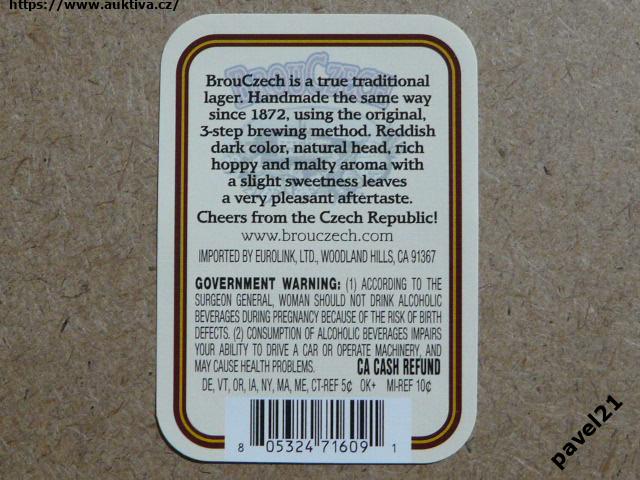 https://www.auktiva.cz/
BROUCZECH
BrouCzech is a true traditional
lager. Handmade the same way
since 1872, using the original,
3-step brewing method. Reddish
dark color, natural head, rich
hoppy and malty aroma with
a slight sweetness leaves
a very pleasant aftertaste.
Cheers from the Czech Republic!
www.brouczech.com
IMPORTED BY EUROLINK, LTD., WOODLAND HILLS, CA 91367
GOVERNMENT WARNING: (1) ACCORDING TO THE
SURGEON GENERAL, WOMAN SHOULD NOT DRINK ALCOHOLIC
BEVERAGES DURING PREGNANCY BECAUSE OF THE RISK OF BIRTH
DEFECTS. (2) CONSUMPTION OF ALCOHOLIC BEVERAGES IMPAIRS
YOUR ABILITY TO DRIVE A CAR OR OPERATE MACHINERY, AND
MAY CAUSE HEALTH PROBLEMS. CA CASH REFUND
DE, VT, OR, IA, NY, MA, ME, CT-REF 5¢ OK+ MI-REF 10¢
8 05324 71609 1
pavel21